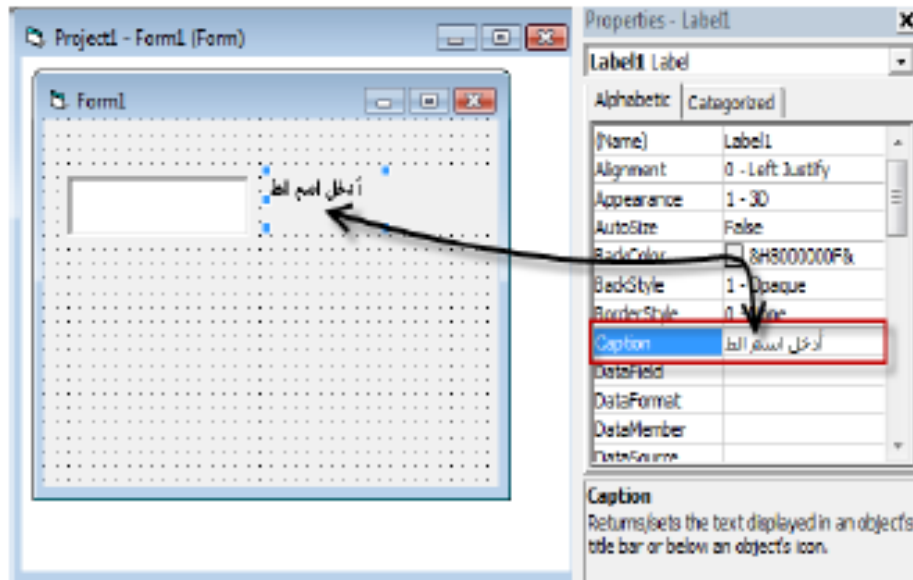 Project1 - Form1 (Form)
Form1
أدخل اسم الط
Properties - Label1
Label1 Label
Alphabetic Categorized
(Name) Label1
Alignment 0 - Left Justify
Appearance 1 - 3D
AutoSize False
BackColor &H8000000F&
BackStyle 1 - Opaque
BorderStyle 0
Caption أدخل اسم الط
DataField
DataFormat
DataMember
DataSource
Caption
Returns/sets the text displayed in an object's
title bar or below an object's icon.